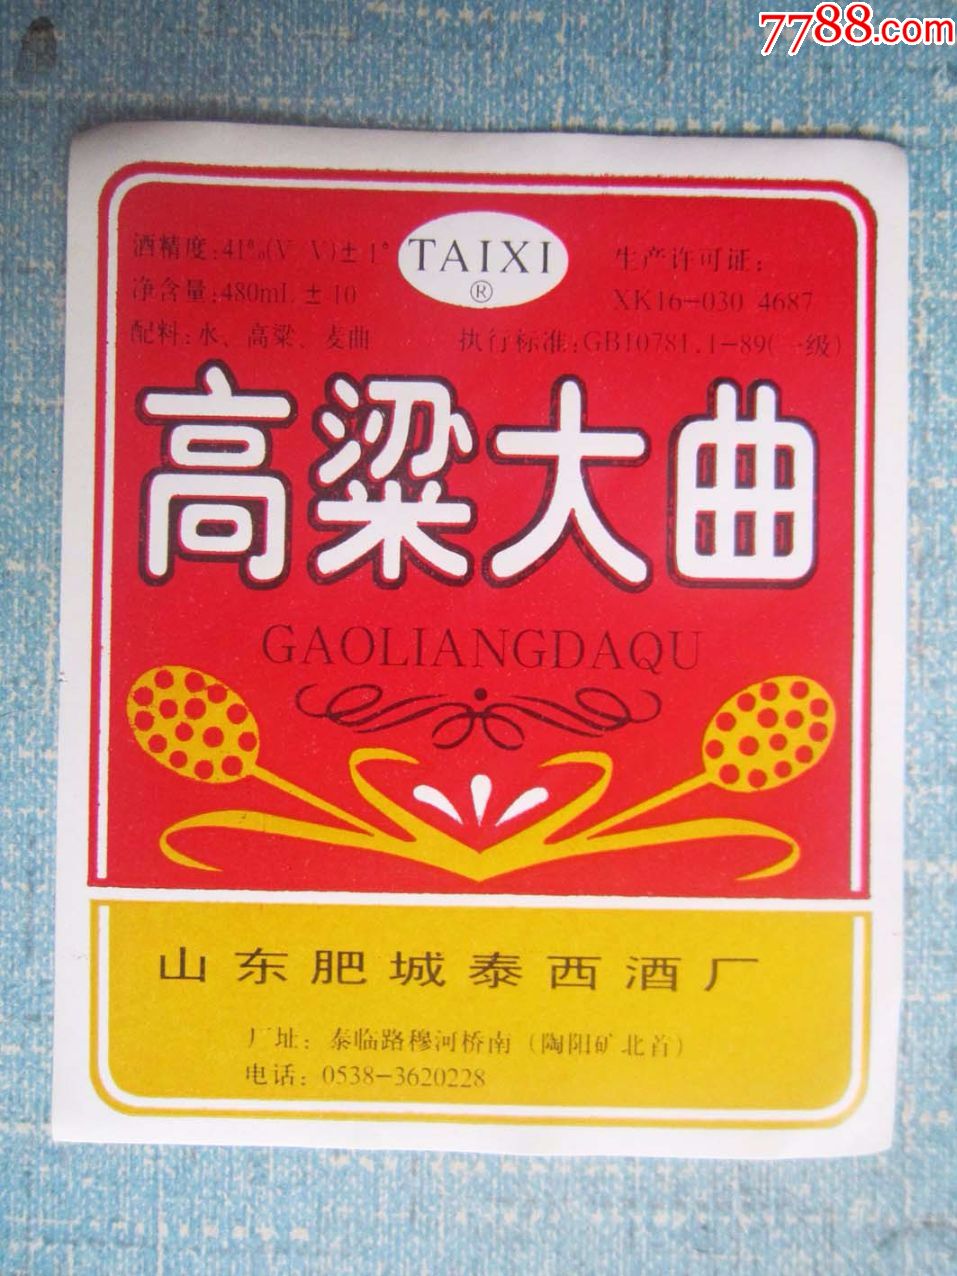 7788.com
TAIXI
®
酒精度:41%(V/V)±1°
净含量:480mL ±10
配料:水、高粱、麦曲
生产许可证:
XK16-030 4687
执行标准:GB10781.1-89(一级)
高粱大曲
GAOLIANGDAQU
山东肥城泰西酒厂
厂址: 泰临路穆河桥南(陶阳矿北首)
电话: 0538-3620228